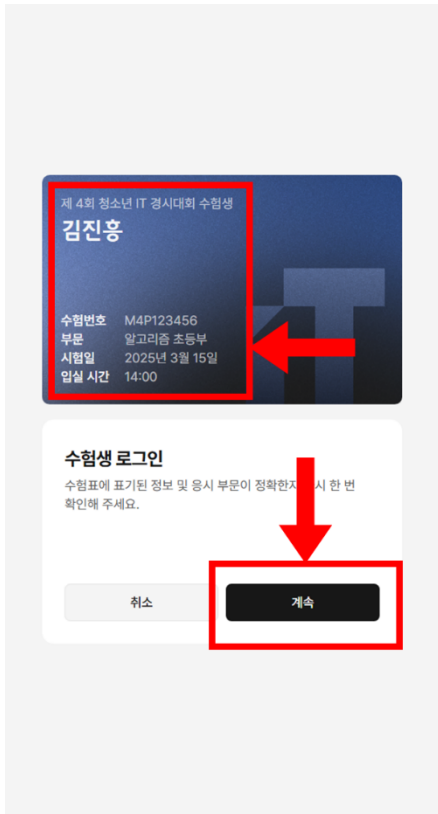 제 4회 청소년 IT 경시대회 수험생
김진흥
수험번호 M4P123456
부문 알고리즘 초등부
시험일 2025년 3월 15일
입실 시간 14:00
수험생 로그인
수험표에 표기된 정보 및 응시 부문이 정확한지 시 한 번
확인해 주세요.
취소
계속